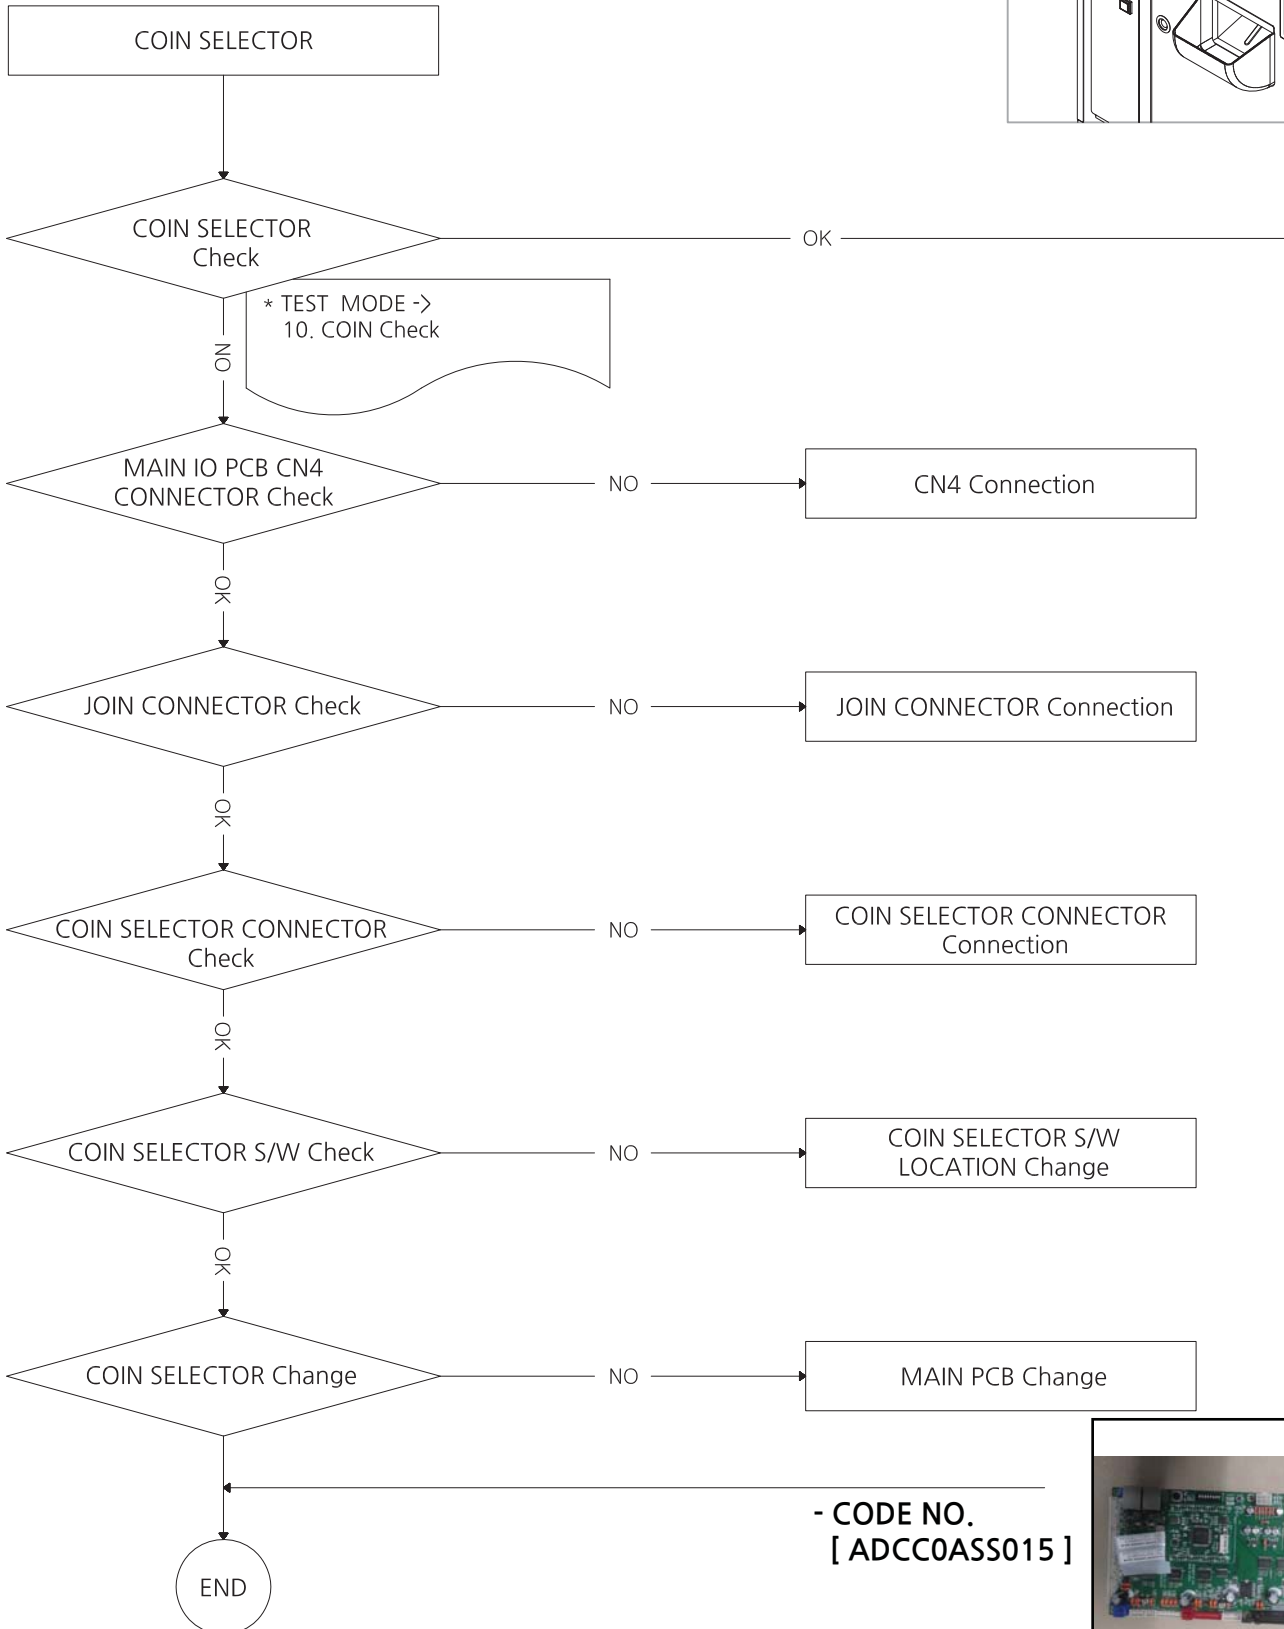 COIN SELECTOR
COIN SELECTOR
Check
OK
* TEST MODE ->
10. COIN Check
NO
MAIN IO PCB CN4
CONNECTOR Check
NO
CN4 Connection
OK
JOIN CONNECTOR Check
NO
JOIN CONNECTOR Connection
OK
COIN SELECTOR CONNECTOR
Check
NO
COIN SELECTOR CONNECTOR
Connection
OK
COIN SELECTOR S/W Check
NO
COIN SELECTOR S/W
LOCATION Change
OK
COIN SELECTOR Change
NO
MAIN PCB Change
- CODE NO.
[ ADCC0ASS015 ]
END